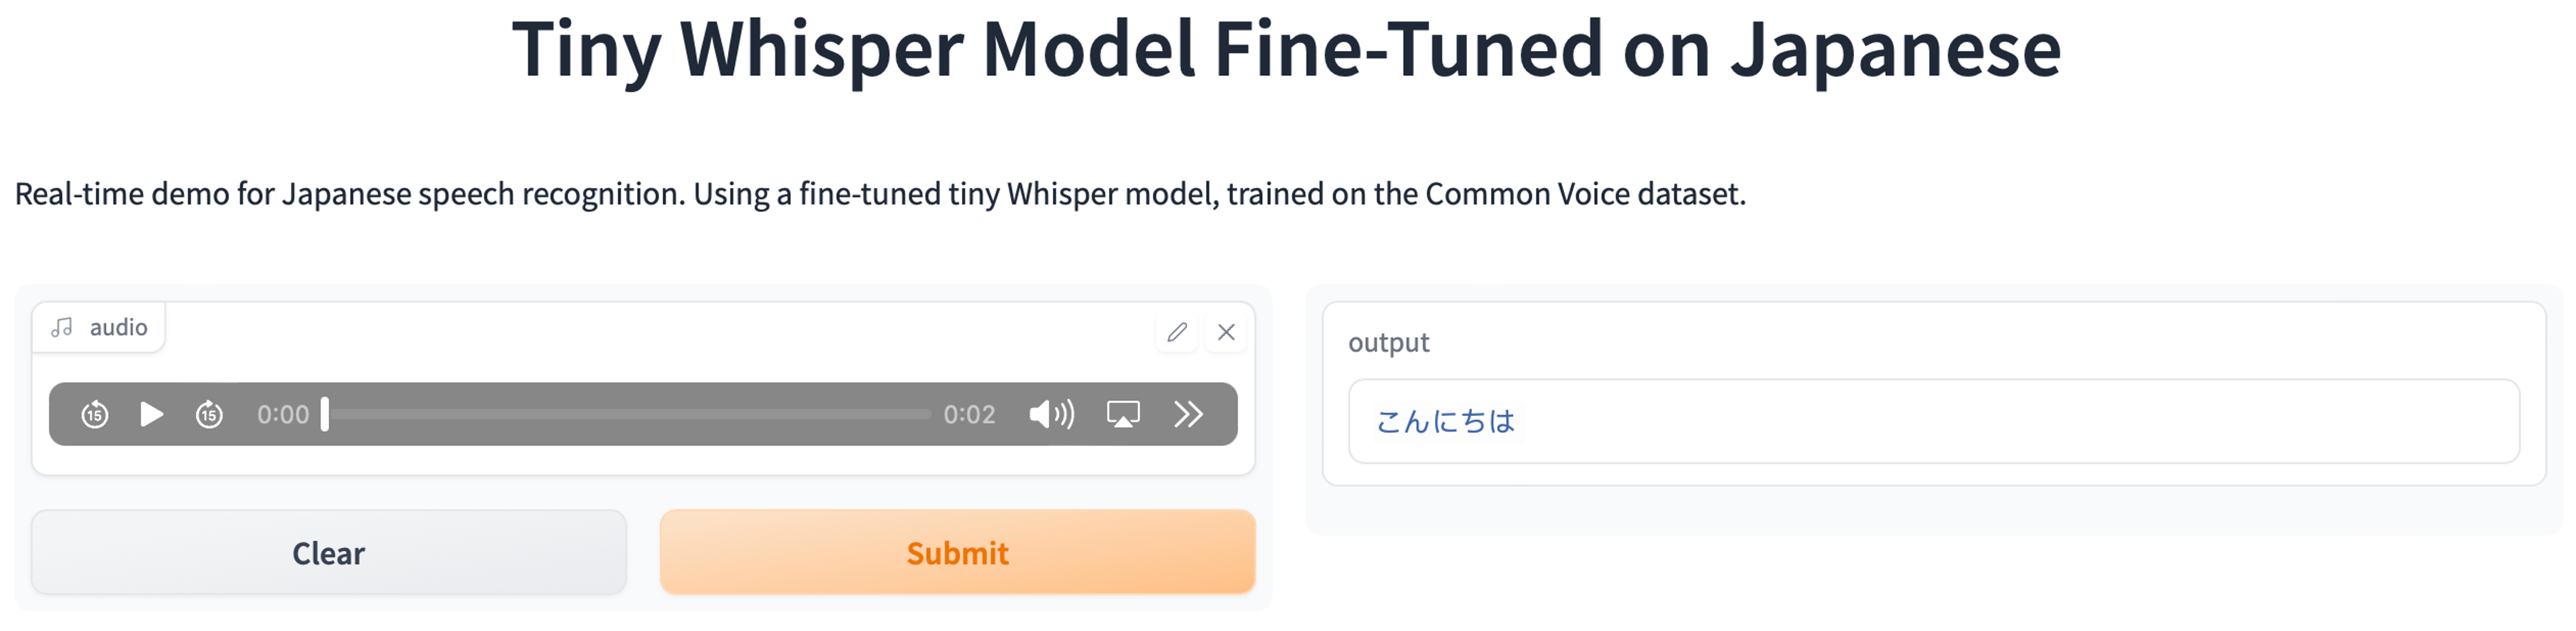 Tiny Whisper Model Fine-Tuned on Japanese
Real-time demo for Japanese speech recognition. Using a fine-tuned tiny Whisper model, trained on the Common Voice dataset.
audio
15 15 0:00 0:02
Clear Submit
output
こんにちは